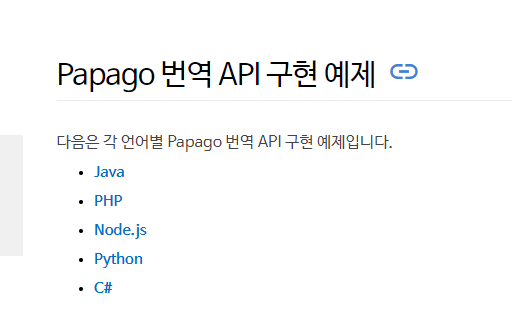 Papago 번역 API 구현 예제
다음은 각 언어별 Papago 번역 API 구현 예제입니다.
Java
PHP
Node.js
Python
C#